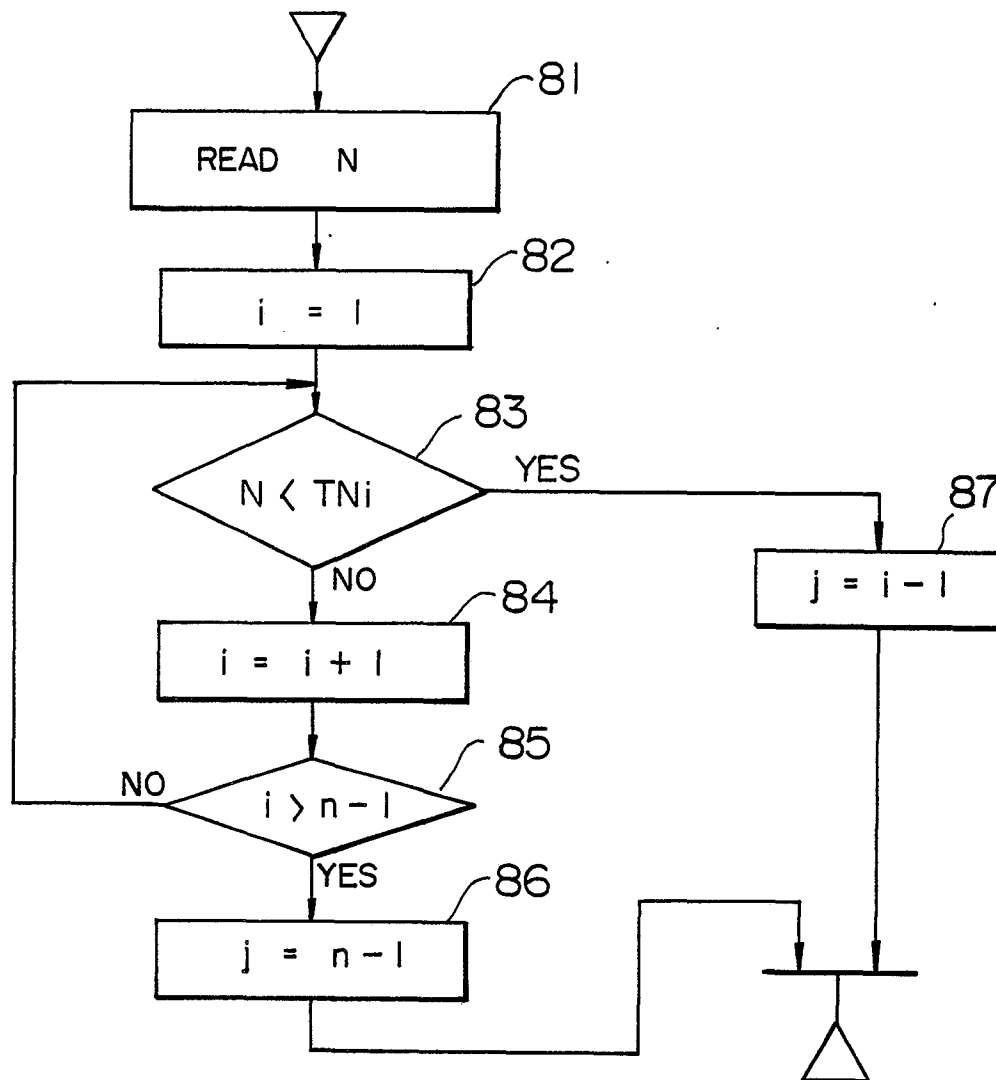 81
READ N
82
i = 1
83
N < TNi
YES
87
j = i - 1
NO
84
i = i + 1
85
NO
i > n - 1
YES
86
j = n - 1